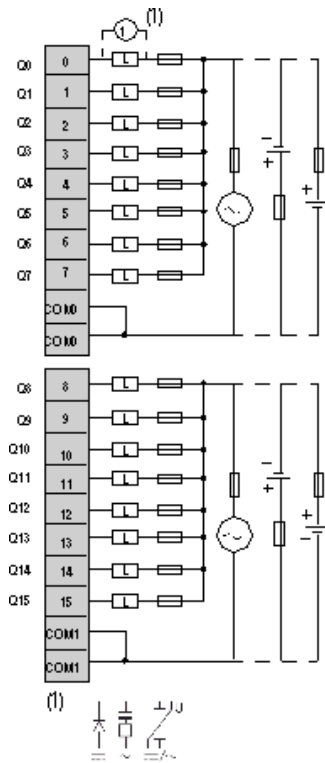 (1)
1
Q0 0 L
Q1 1 L
Q2 2 L
Q3 3 L
Q4 4 L
Q5 5 L
Q6 6 L
Q7 7 L
COM0
COM0
− + +
Q8 8 L
Q9 9 L
Q10 10 L
Q11 11 L
Q12 12 L
Q13 13 L
Q14 14 L
Q15 15 L
COM1
COM1
− + + −
(1)
U